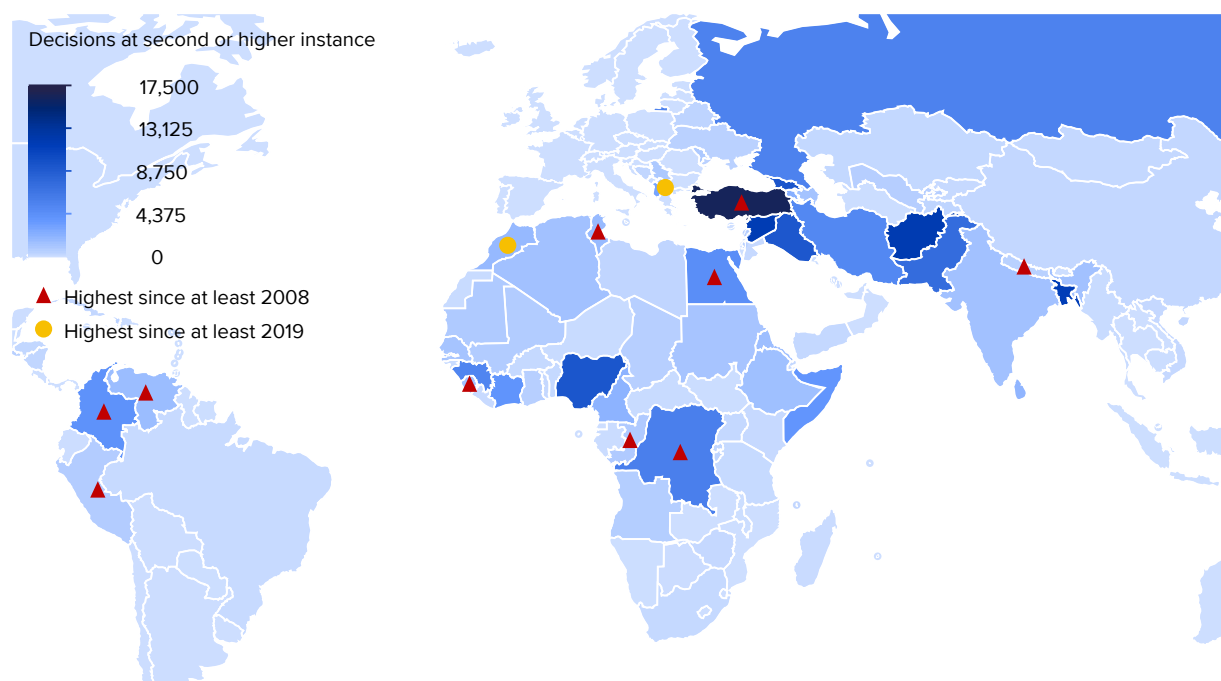 Decisions at second or higher instance
17,500
13,125
8,750
4,375
0
Highest since at least 2008
Highest since at least 2019